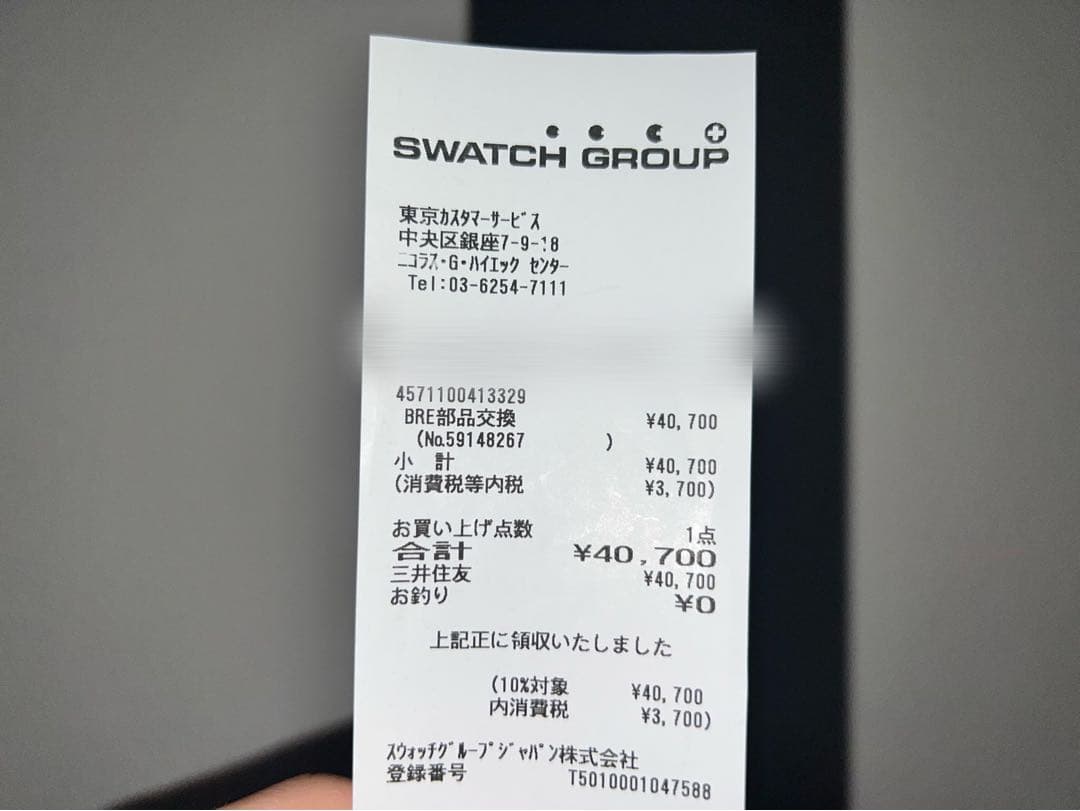 SWATCH GROUP
東京ｶｽﾀﾏｰｻｰﾋﾞｽ
中央区銀座7-9-18
ﾆｺﾗｽ・G・ﾊｲｴｯｸ ｾﾝﾀｰ
Tel:03-6254-7111
4571100413329
BRE部品交換 ¥40,700
(No.59148267 )
小 計 ¥40,700
(消費税等内税 ¥3,700)
お買い上げ点数 1点
合計 ¥40,700
三井住友 ¥40,700
お釣り ¥0
上記正に領収いたしました
(10%対象 ¥40,700
内消費税 ¥3,700)
ｽｳｫｯﾁｸﾞﾙｰﾌﾟｼﾞｬﾊﾟﾝ株式会社
登録番号 T5010001047588